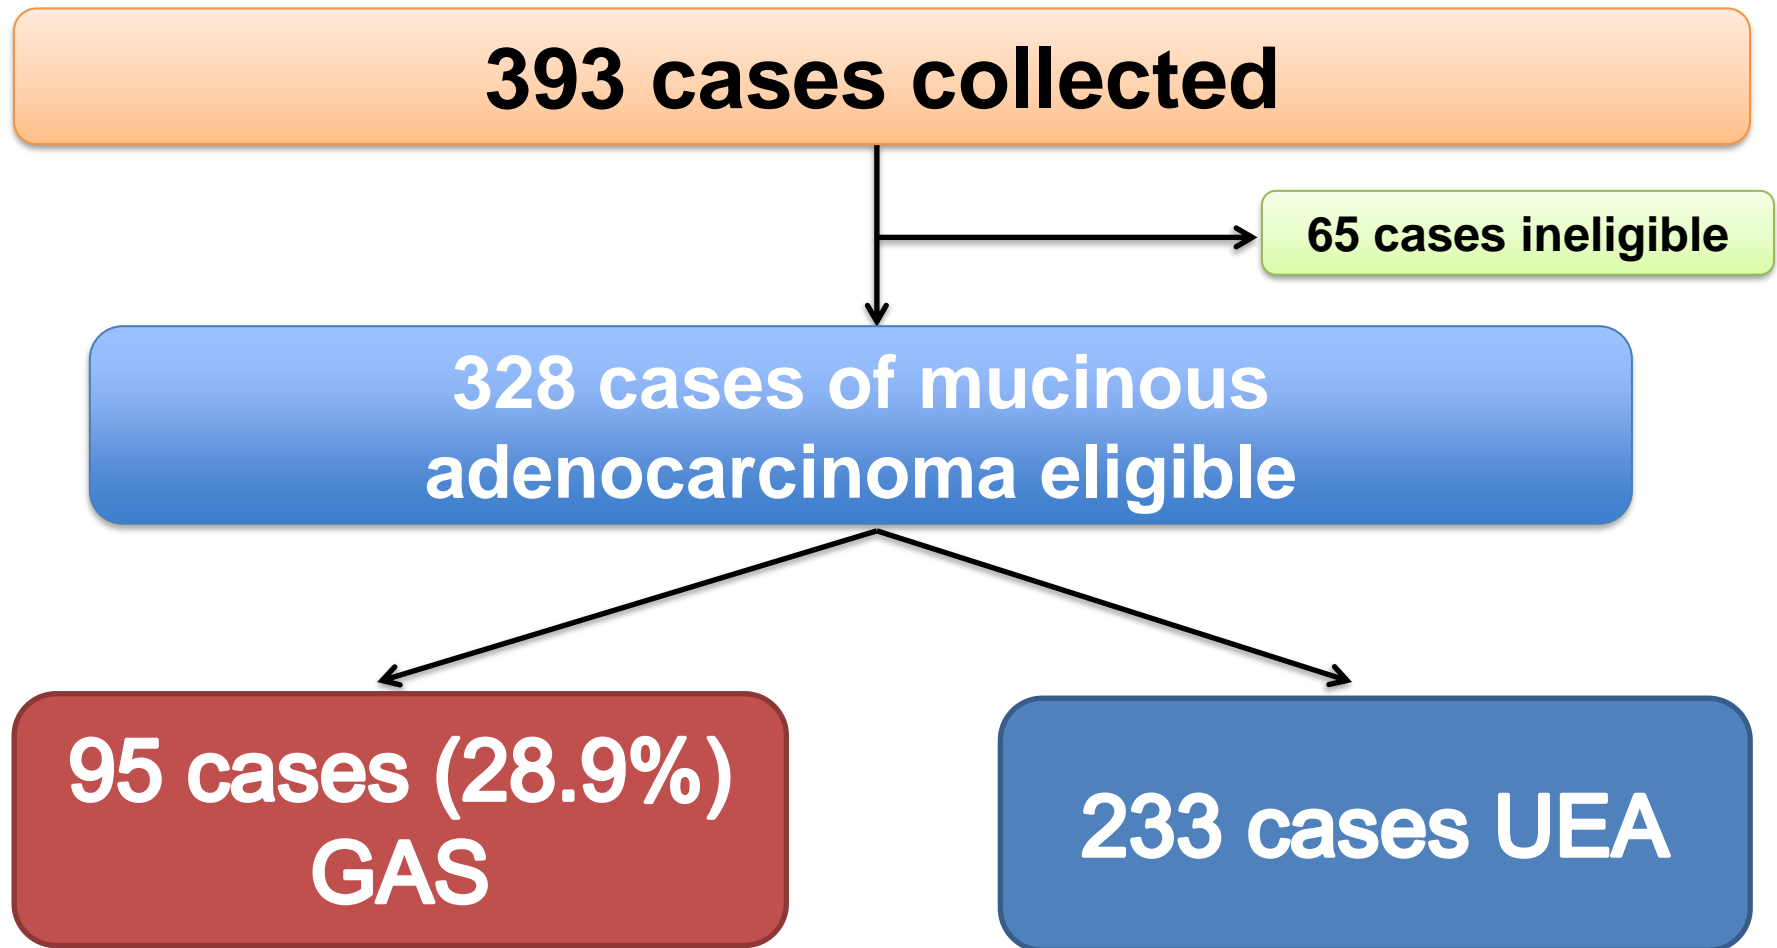 393 cases collected
65 cases ineligible
328 cases of mucinous
adenocarcinoma eligible
95 cases (28.9%)
GAS
233 cases UEA